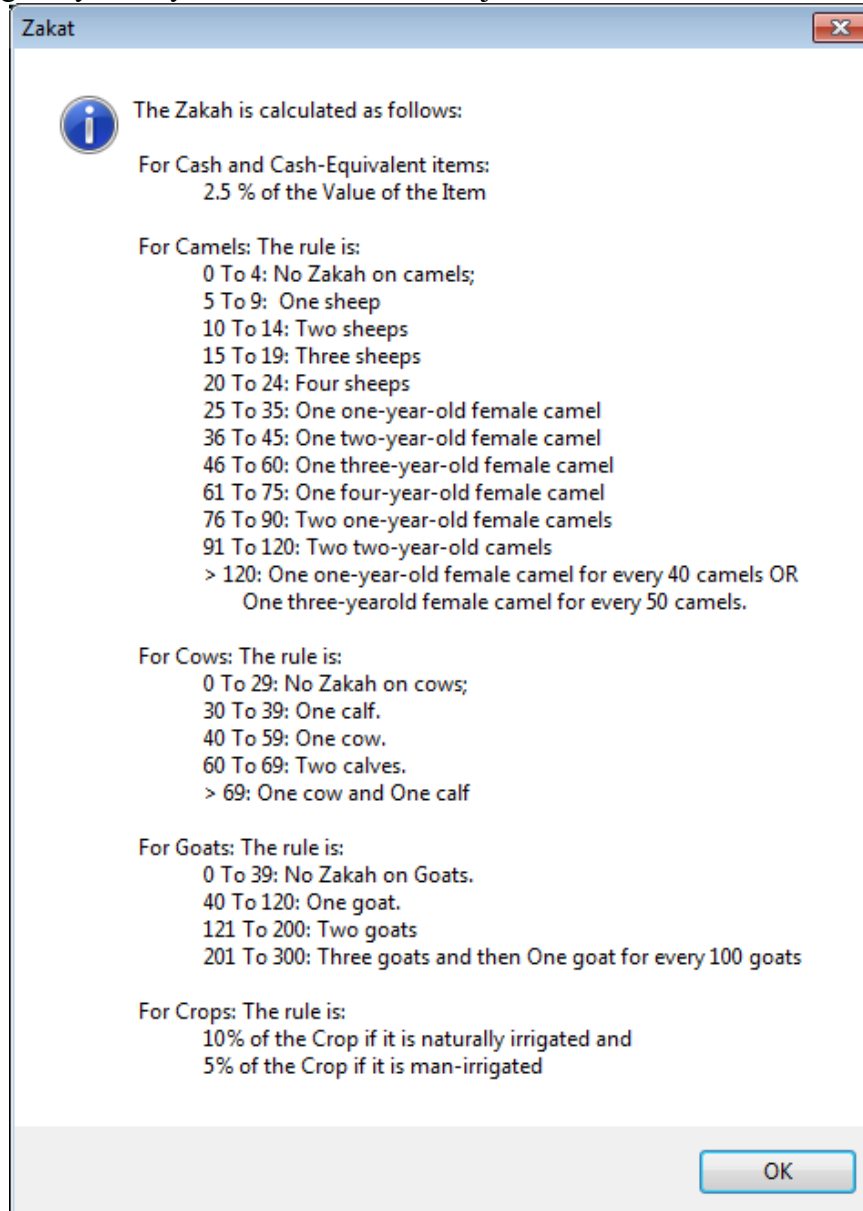 Zakat
The Zakah is calculated as follows:
For Cash and Cash-Equivalent items:
2.5 % of the Value of the Item
For Camels: The rule is:
0 To 4: No Zakah on camels;
5 To 9: One sheep
10 To 14: Two sheeps
15 To 19: Three sheeps
20 To 24: Four sheeps
25 To 35: One one-year-old female camel
36 To 45: One two-year-old female camel
46 To 60: One three-year-old female camel
61 To 75: One four-year-old female camel
76 To 90: Two one-year-old female camels
91 To 120: Two two-year-old camels
> 120: One one-year-old female camel for every 40 camels OR
One three-yearold female camel for every 50 camels.
For Cows: The rule is:
0 To 29: No Zakah on cows;
30 To 39: One calf.
40 To 59: One cow.
60 To 69: Two calves.
> 69: One cow and One calf
For Goats: The rule is:
0 To 39: No Zakah on Goats.
40 To 120: One goat.
121 To 200: Two goats
201 To 300: Three goats and then One goat for every 100 goats
For Crops: The rule is:
10% of the Crop if it is naturally irrigated and
5% of the Crop if it is man-irrigated
OK